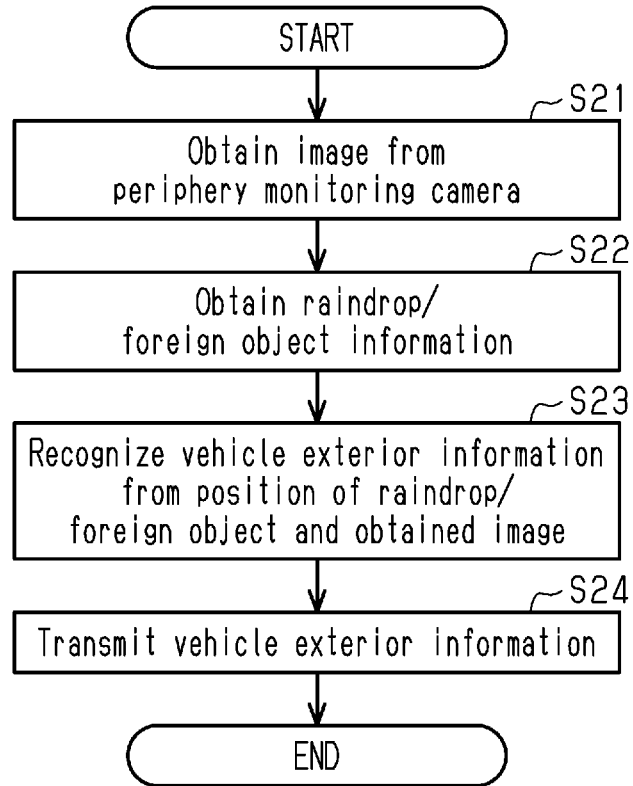 START
S21
Obtain image from
periphery monitoring camera
S22
Obtain raindrop/
foreign object information
S23
Recognize vehicle exterior information
from position of raindrop/
foreign object and obtained image
S24
Transmit vehicle exterior information
END